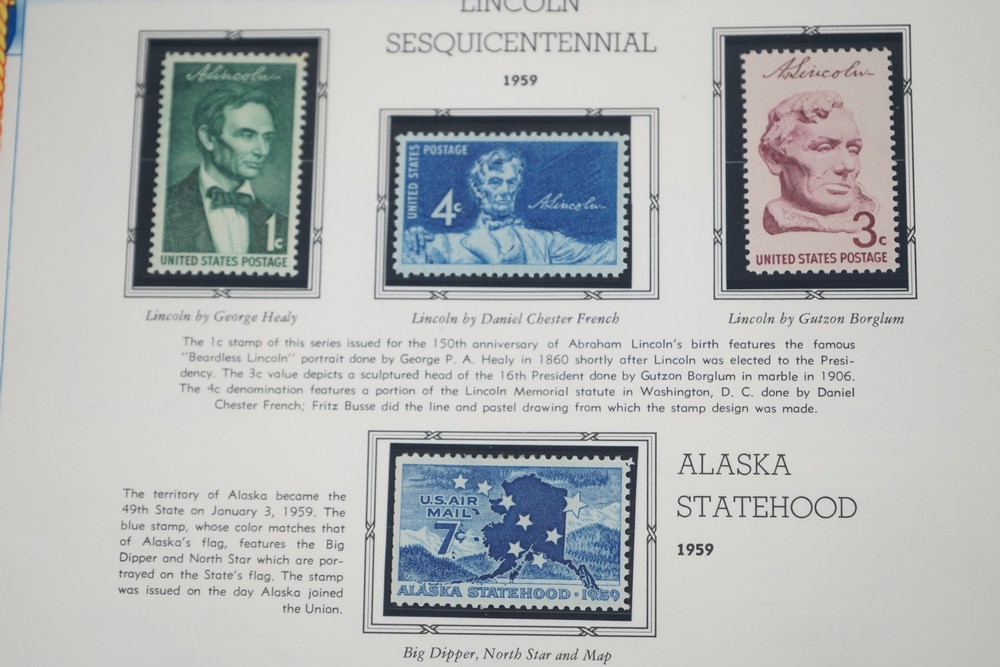 LINCOLN
SESQUICENTENNIAL
1959
A.Lincoln
1c
UNITED STATES POSTAGE
UNITED STATES POSTAGE
4c
A.Lincoln
A.Lincoln
3c
UNITED STATES POSTAGE
Lincoln by George Healy
Lincoln by Daniel Chester French
Lincoln by Gutzon Borglum
The 1c stamp of this series issued for the 150th anniversary of Abraham Lincoln's birth features the famous
"Beardless Lincoln" portrait done by George P. A. Healy in 1860 shortly after Lincoln was elected to the Presi-
dency. The 3c value depicts a sculptured head of the 16th President done by Gutzon Borglum in marble in 1906.
The 4c denomination features a portion of the Lincoln Memorial statute in Washington, D. C. done by Daniel
Chester French; Fritz Busse did the line and pastel drawing from which the stamp design was made.
The territory of Alaska became the
49th State on January 3, 1959. The
blue stamp, whose color matches that
of Alaska's flag, features the Big
Dipper and North Star which are por-
trayed on the State's flag. The stamp
was issued on the day Alaska joined
the Union.
U.S. AIR
MAIL
7c
ALASKA STATEHOOD · 1959
ALASKA
STATEHOOD
1959
Big Dipper, North Star and Map